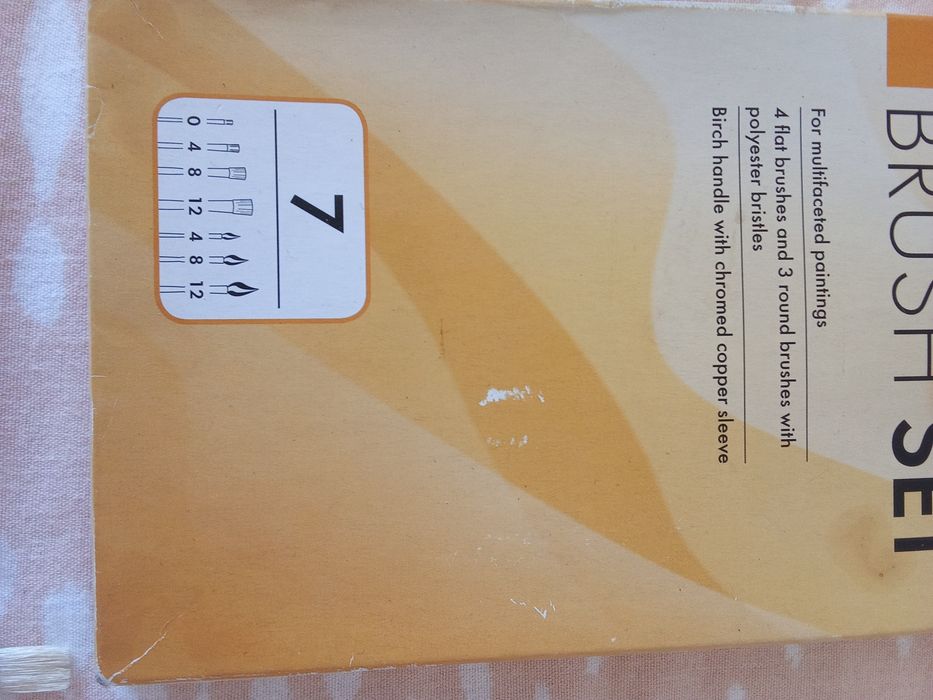 BRUSH SET
For multifaceted paintings
4 flat brushes and 3 round brushes with
polyester bristles
Birch handle with chromed copper sleeve
7
0 4 8 12 4 8 12